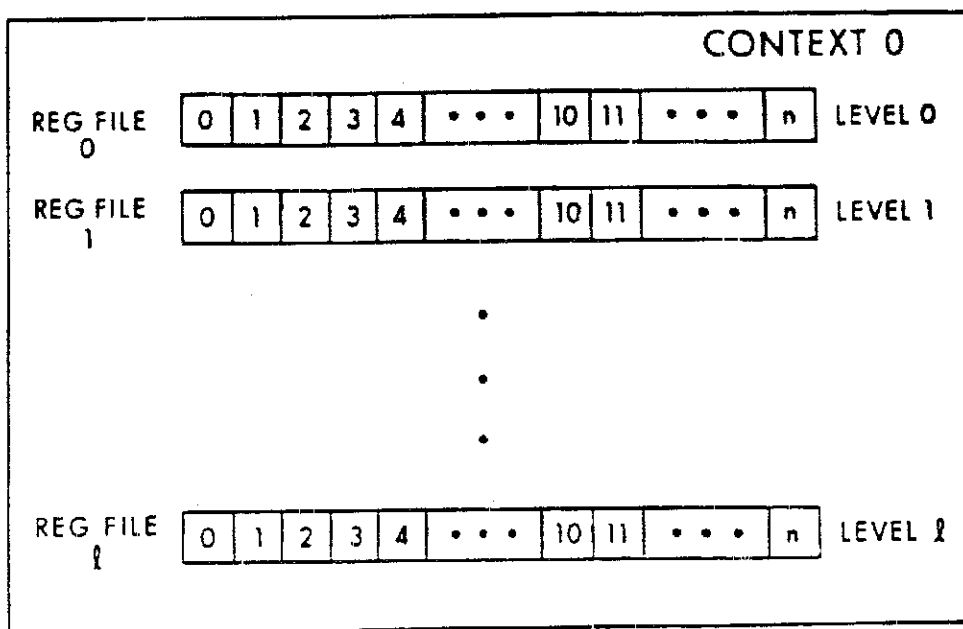 CONTEXT 0
REG FILE 0 0 1 2 3 4 • • • 10 11 • • • n LEVEL 0
REG FILE 1 0 1 2 3 4 • • • 10 11 • • • n LEVEL 1
•
•
•
REG FILE ℓ 0 1 2 3 4 • • • 10 11 • • • n LEVEL ℓ